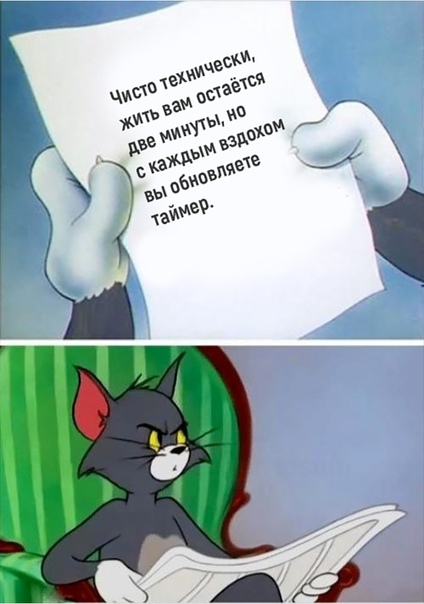 Чисто технически,
жить вам остаётся
две минуты, но
с каждым вздохом
вы обновляете
таймер.